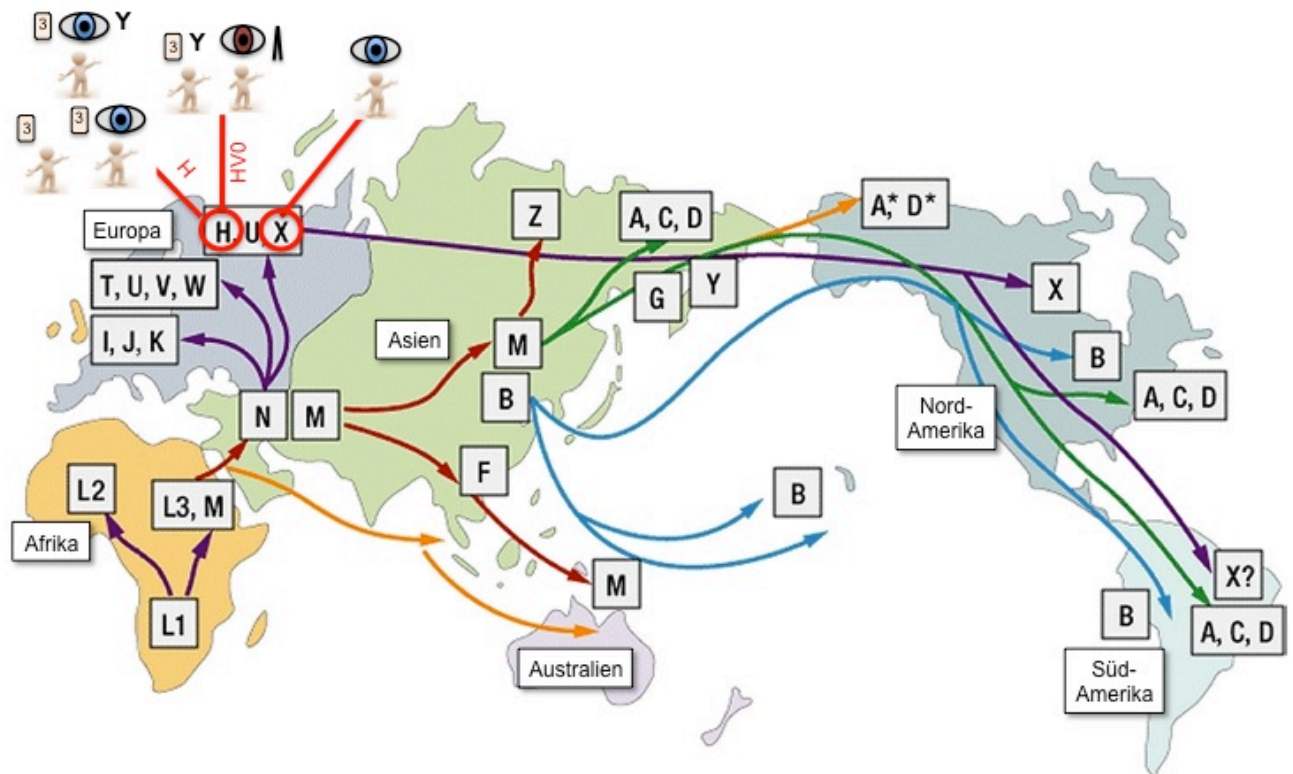 3 Y
3 Y
3
3
H
HV0
H, U X
Europa
T, U, V, W
I, J, K
N
M
Asien
M
Z
A, C, D
G
Y
A,* D*
X
B
A, C, D
Nord-
Amerika
B
F
B
M
L2
L3, M
Afrika
L1
Australien
X?
B
A, C, D
Süd-
Amerika